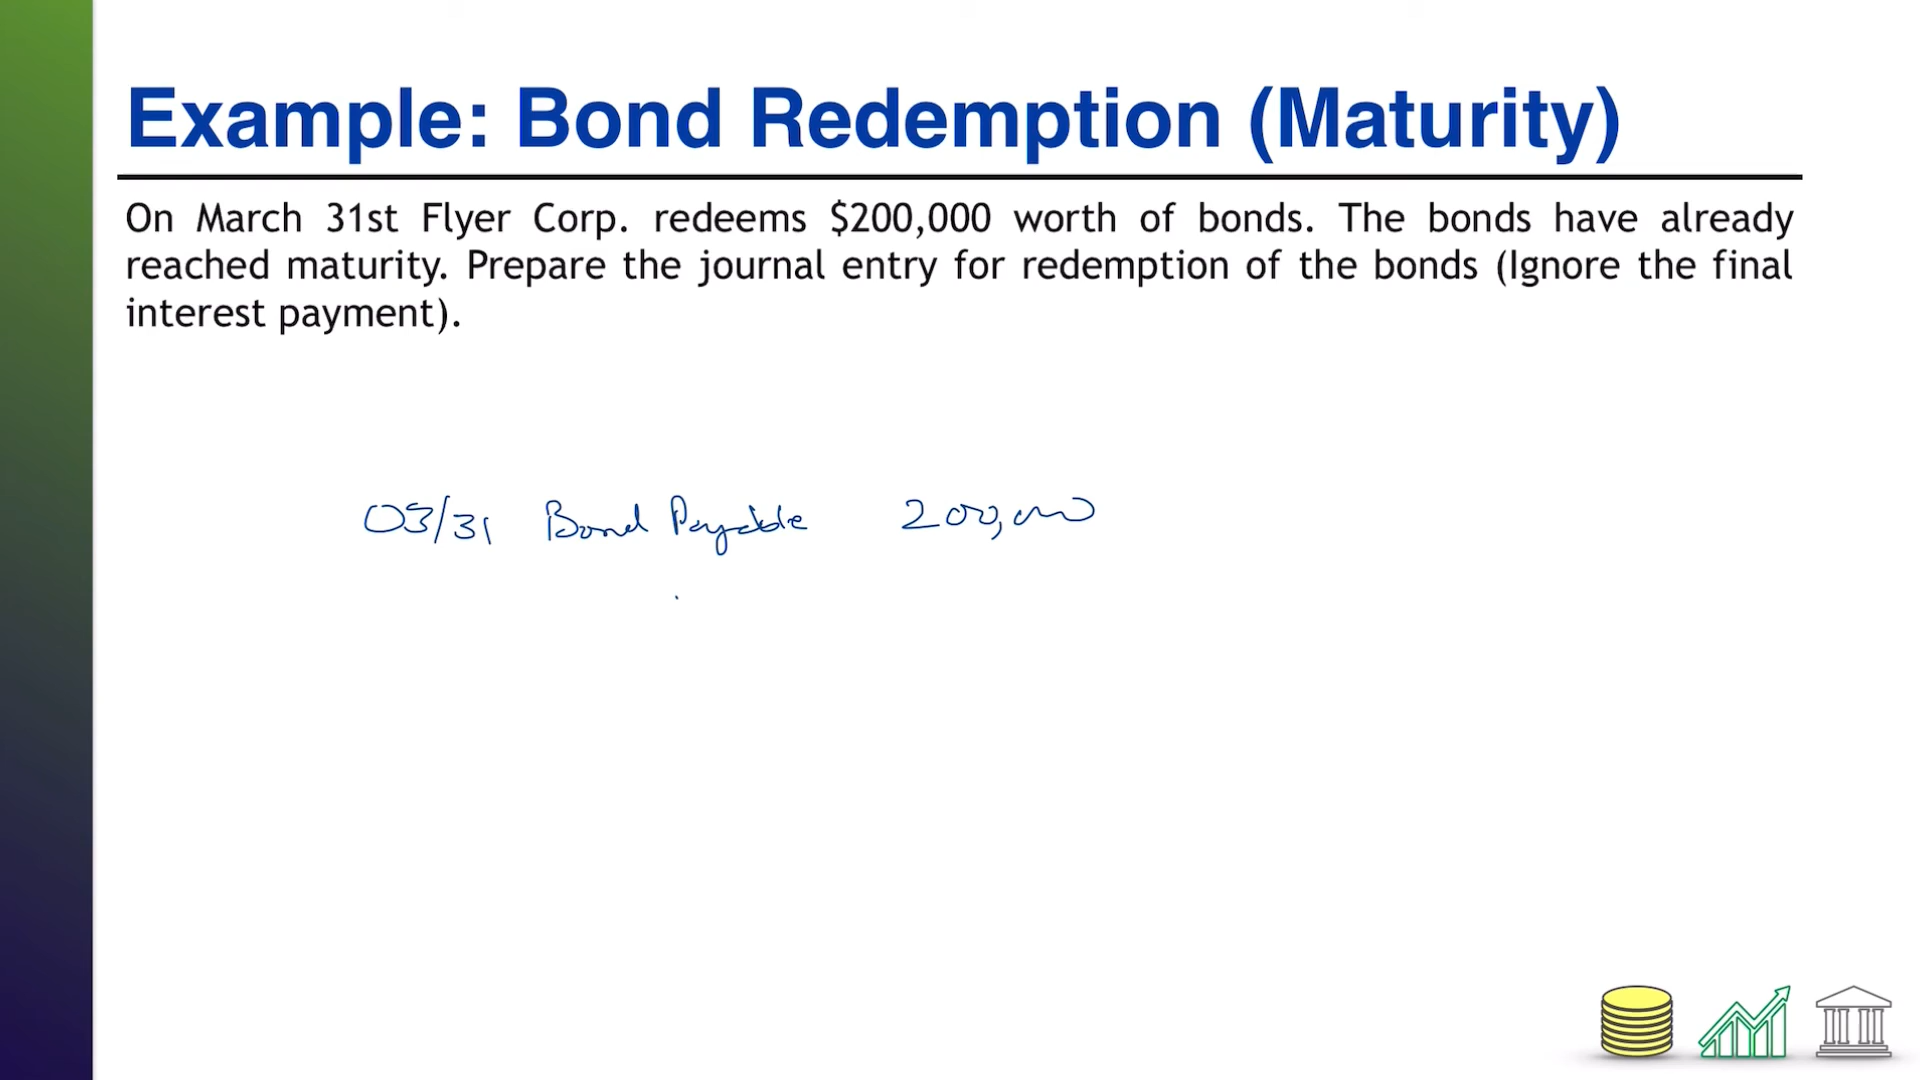 Example: Bond Redemption (Maturity)
On March 31st Flyer Corp. redeems $200,000 worth of bonds. The bonds have already
reached maturity. Prepare the journal entry for redemption of the bonds (Ignore the final
interest payment).
03/31 Bond Payable 200,000